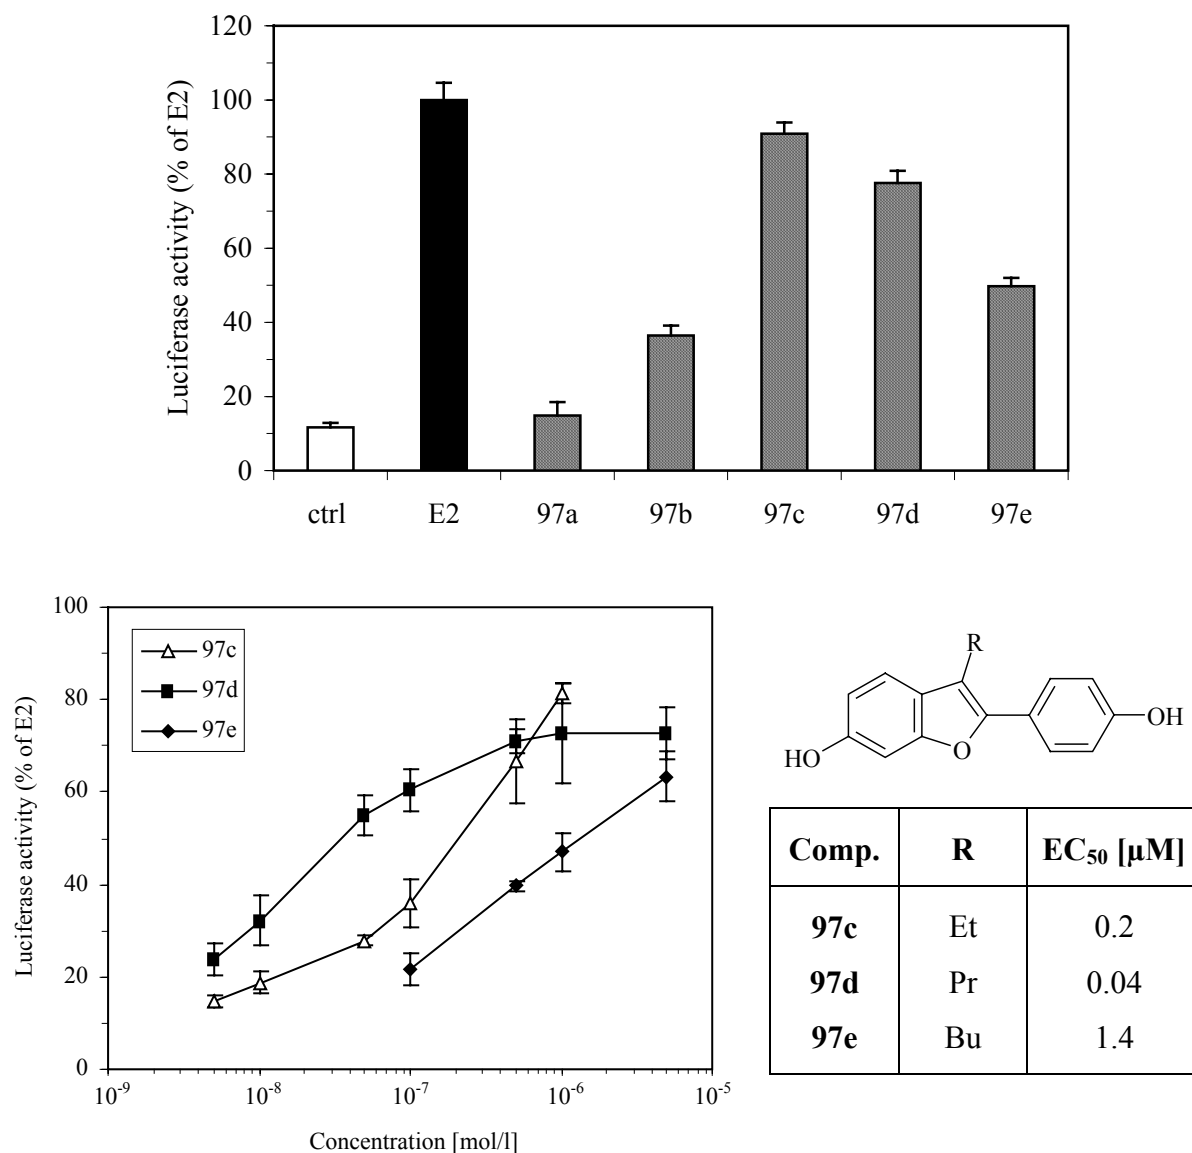 Luciferase activity (% of E2)
120
100
80
60
40
20
0
ctrl E2 97a 97b 97c 97d 97e
Luciferase activity (% of E2)
100
80
60
40
20
0
97c
97d
97e
10-9 10-8 10-7 10-6 10-5
Concentration [mol/l]
R
OH
HO
O
Comp. R EC50 [µM]
97c Et 0.2
97d Pr 0.04
97e Bu 1.4